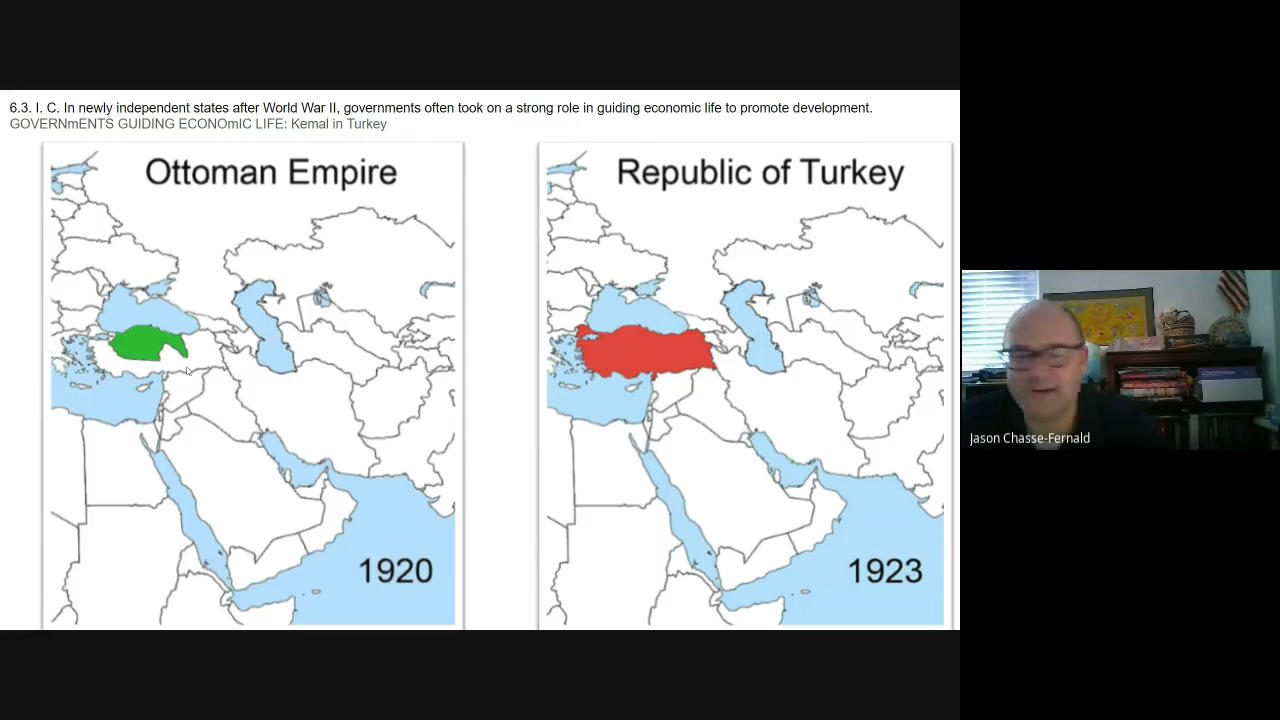 6.3. I. C. In newly independent states after World War II, governments often took on a strong role in guiding economic life to promote development.
GOVERNmENTS GUIDING ECONOmIC LIFE: Kemal in Turkey
Ottoman Empire
Republic of Turkey
1920
1923
Jason Chasse-Fernald